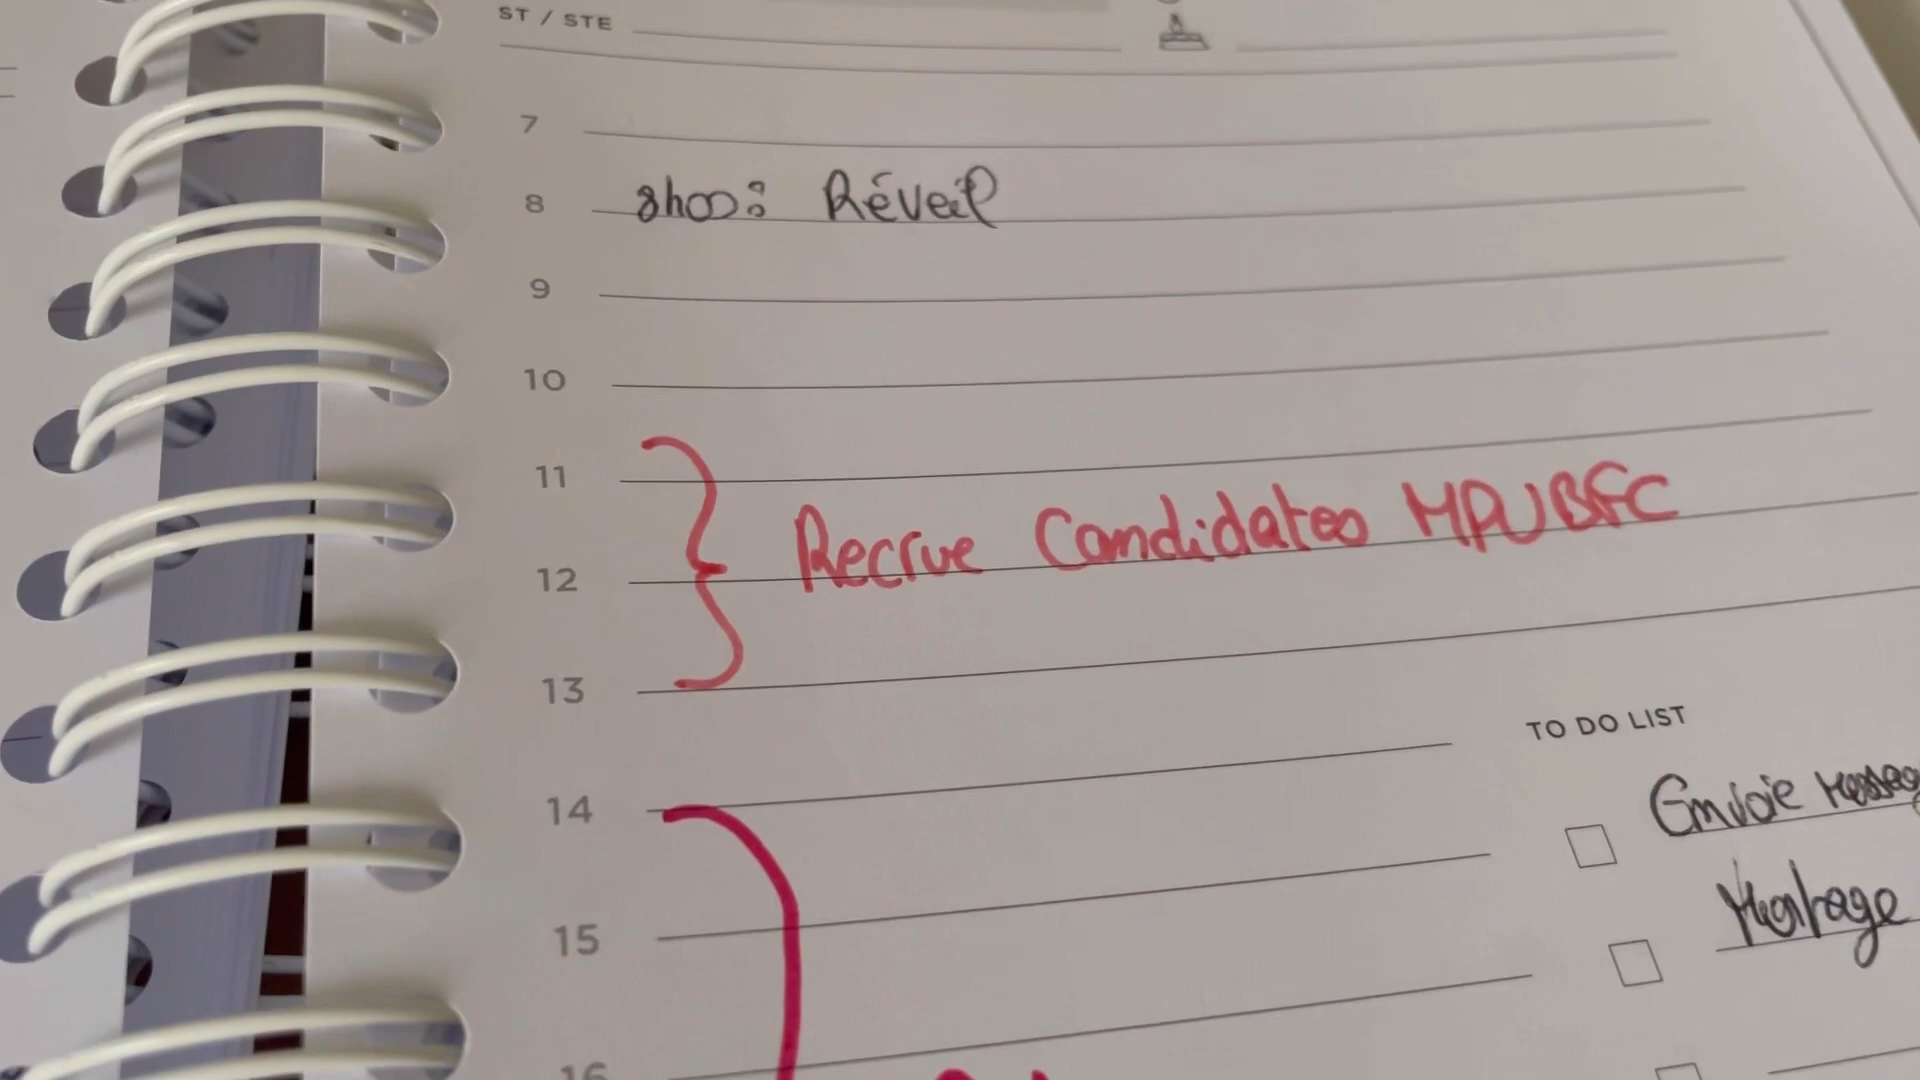 ST / STE
7
8 8h00: Réveil
9
10
11
Recrue Candidates MPUBFC
12
13
TO DO LIST
14
Envoie
Montage
15
16